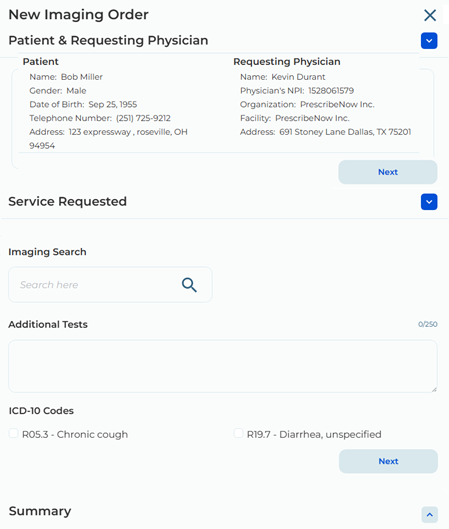 New Imaging Order
Patient & Requesting Physician
Patient
Name: Bob Miller
Gender: Male
Date of Birth: Sep 25, 1955
Telephone Number: (251) 725-9212
Address: 123 expressway , roseville, OH
94954
Requesting Physician
Name: Kevin Durant
Physician's NPI: 1528061579
Organization: PrescribeNow Inc.
Facility: PrescribeNow Inc.
Address: 691 Stoney Lane Dallas, TX 75201
Next
Service Requested
Imaging Search
Search here
Additional Tests
0/250
ICD-10 Codes
R05.3 - Chronic cough
R19.7 - Diarrhea, unspecified
Next
Summary